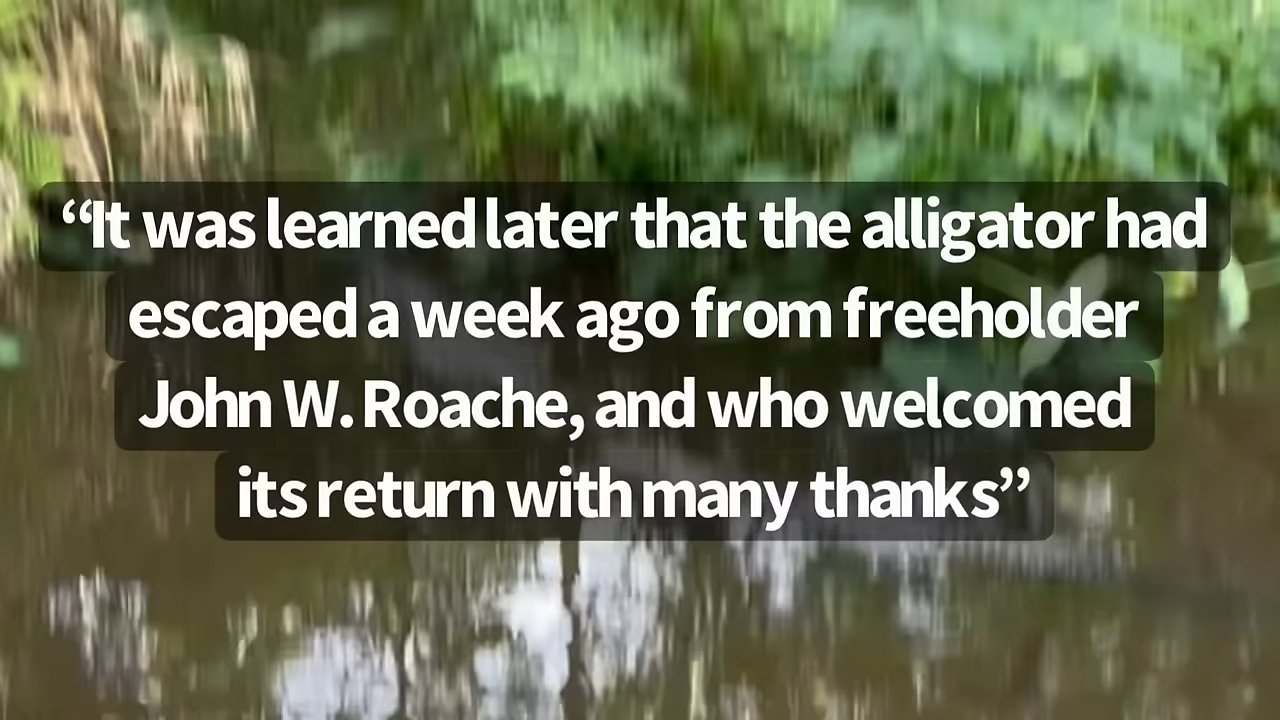 “It was learned later that the alligator had
escaped a week ago from freeholder
John W. Roache, and who welcomed
its return with many thanks”